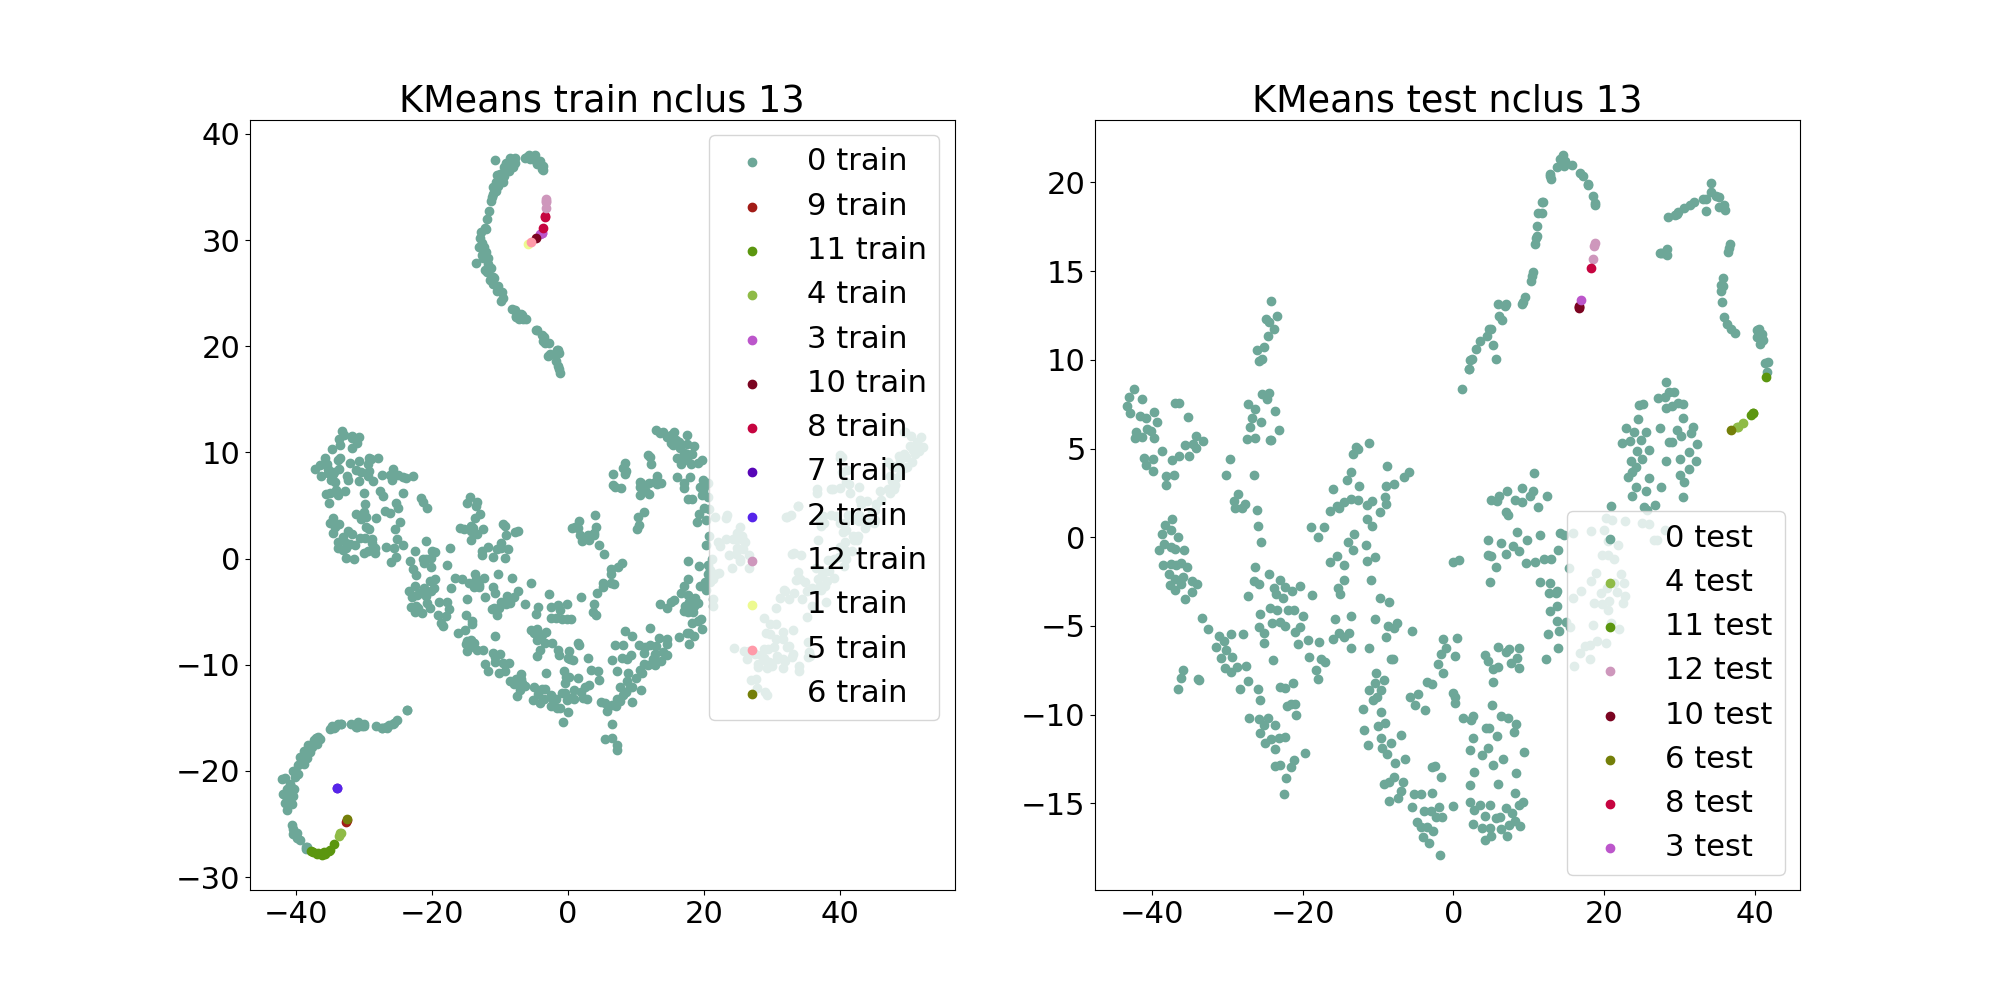 KMeans train nclus 13
40
30
20
10
0
−10
−20
−30
−40
−20
0
20
40
0 train
9 train
11 train
4 train
3 train
10 train
8 train
7 train
2 train
12 train
1 train
5 train
6 train
KMeans test nclus 13
20
15
10
5
0
−5
−10
−15
−40
−20
0
20
40
0 test
4 test
11 test
12 test
10 test
6 test
8 test
3 test